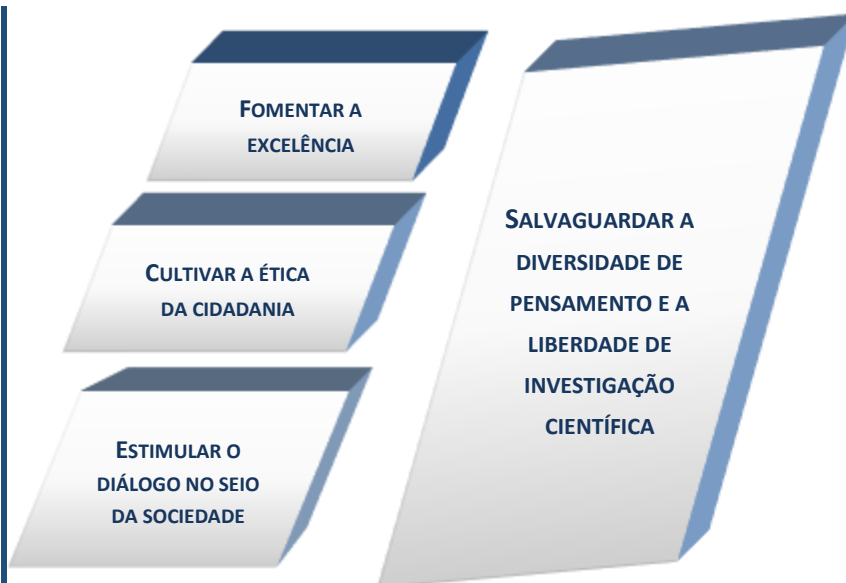 FOMENTAR A
EXCELÊNCIA
CULTIVAR A ÉTICA
DA CIDADANIA
ESTIMULAR O
DIÁLOGO NO SEIO
DA SOCIEDADE
SALVAGUARDAR A
DIVERSIDADE DE
PENSAMENTO E A
LIBERDADE DE
INVESTIGAÇÃO
CIENTÍFICA